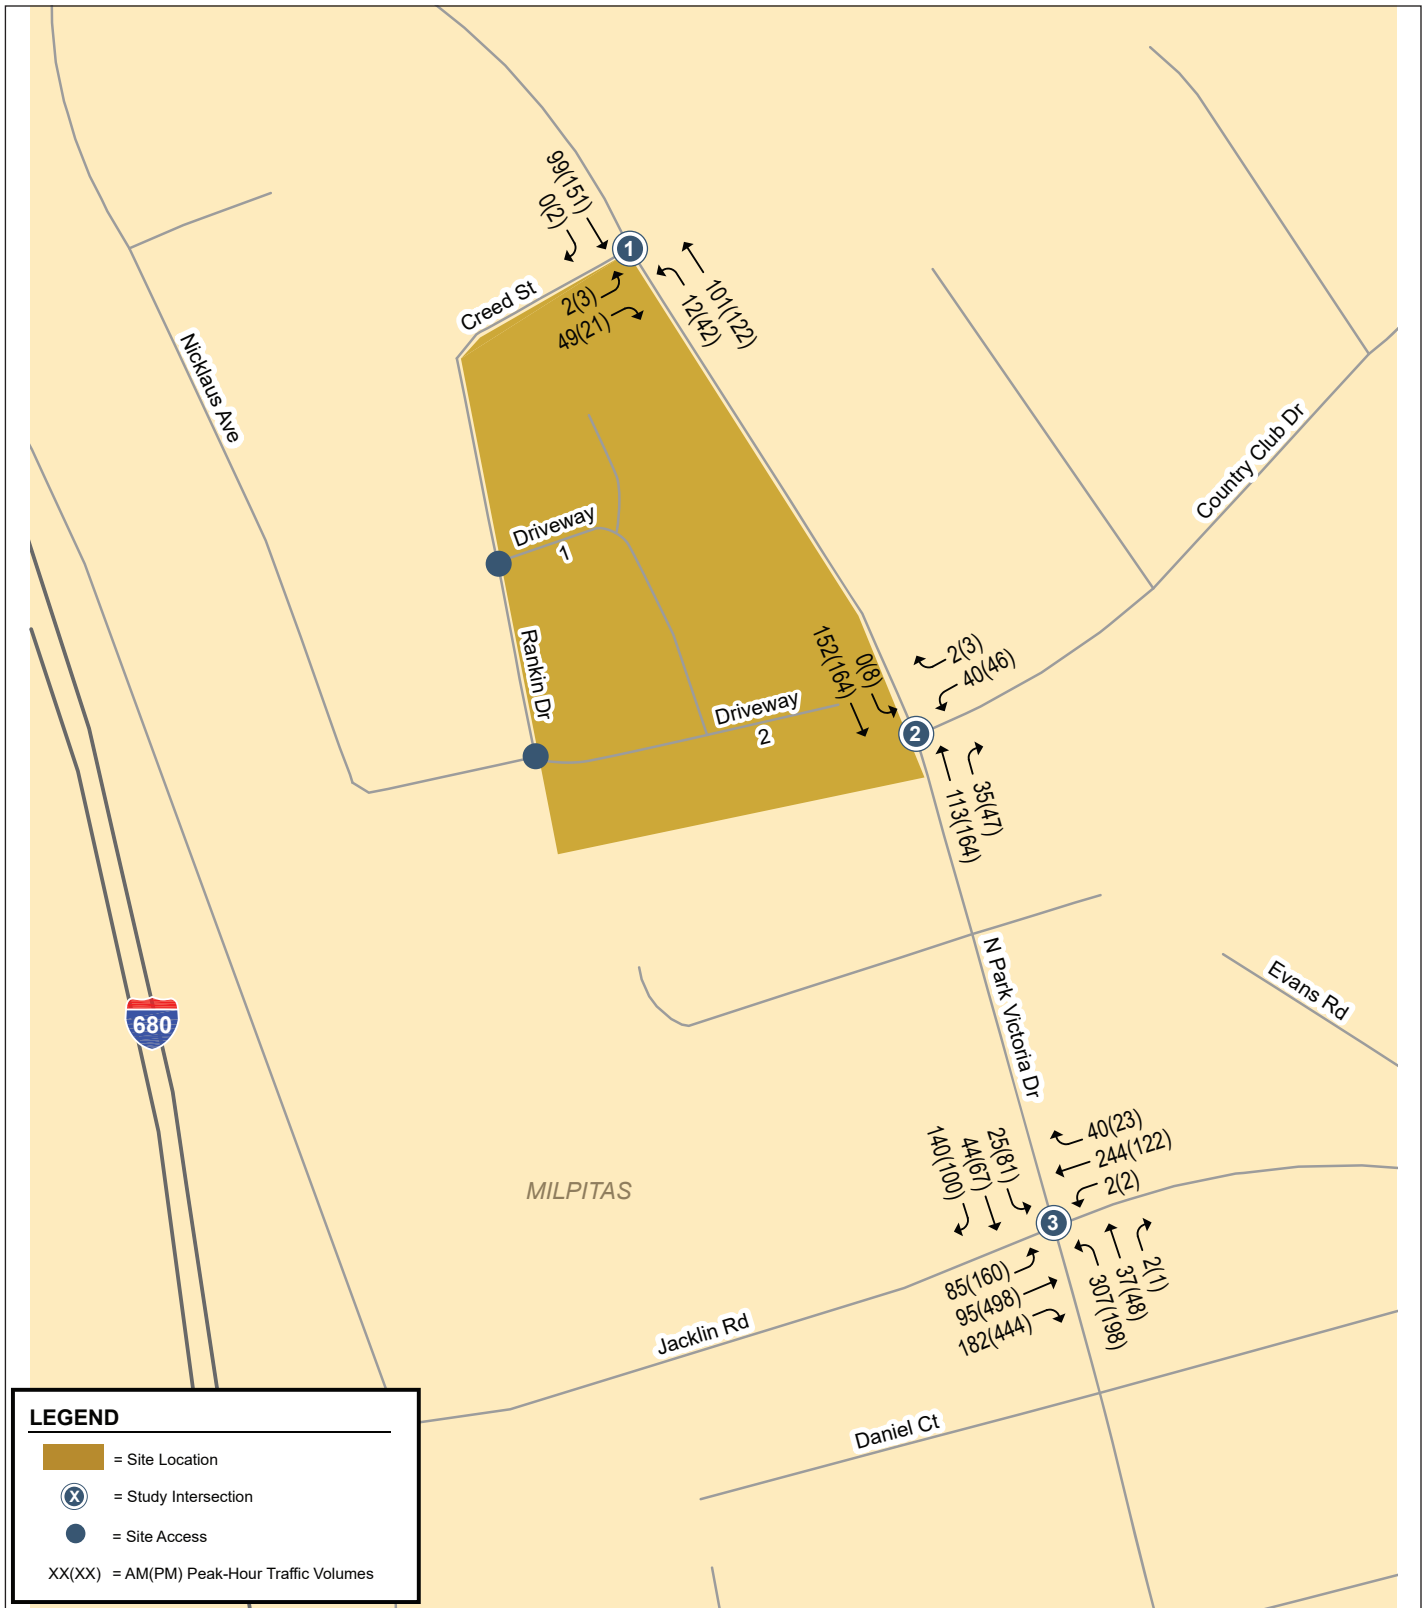 99(151)
0(2)
1
Creed St
2(3)
49(21)
101(122)
12(42)
Nicklaus Ave
Country Club Dr
Driveway
1
Rankin Dr
Driveway
2
152(164)
0(8)
2(3)
40(46)
2
35(47)
113(164)
N Park Victoria Dr
Evans Rd
680
MILPITAS
140(100)
44(67)
25(81)
40(23)
244(122)
2(2)
3
85(160)
95(498)
182(444)
2(1)
37(48)
307(198)
Jacklin Rd
Daniel Ct
LEGEND
= Site Location
X = Study Intersection
= Site Access
XX(XX) = AM(PM) Peak-Hour Traffic Volumes